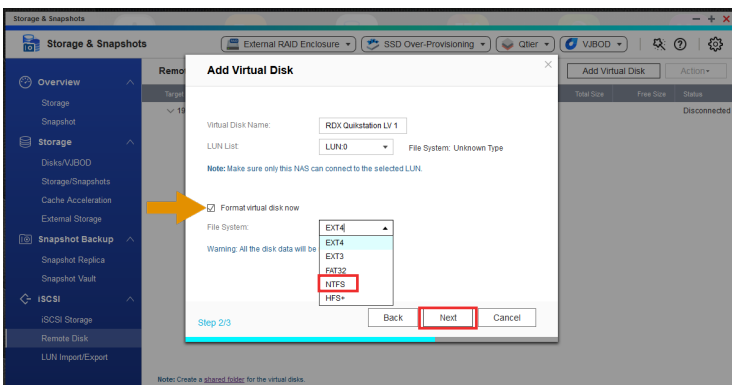 Storage & Snapshots
Storage & Snapshots
External RAID Enclosure
SSD Over-Provisioning
Qtier
VJBOD
Overview
Storage
Snapshot
Storage
Disks/VJBOD
Storage/Snapshots
Cache Acceleration
External Storage
Snapshot Backup
Snapshot Replica
Snapshot Vault
iSCSI
iSCSI Storage
Remote Disk
LUN Import/Export
Remo
Add Virtual Disk
Action
Target
Total Size Free Size Status
19
Disconnected
Add Virtual Disk
Virtual Disk Name: RDX Quikstation LV 1
LUN List: LUN:0 File System: Unknown Type
Note: Make sure only this NAS can connect to the selected LUN.
Format virtual disk now
File System: EXT4
Warning: All the disk data will be
EXT4
EXT3
FAT32
NTFS
HFS+
Step 2/3
Back
Next
Cancel
Note: Create a shared folder for the virtual disks.